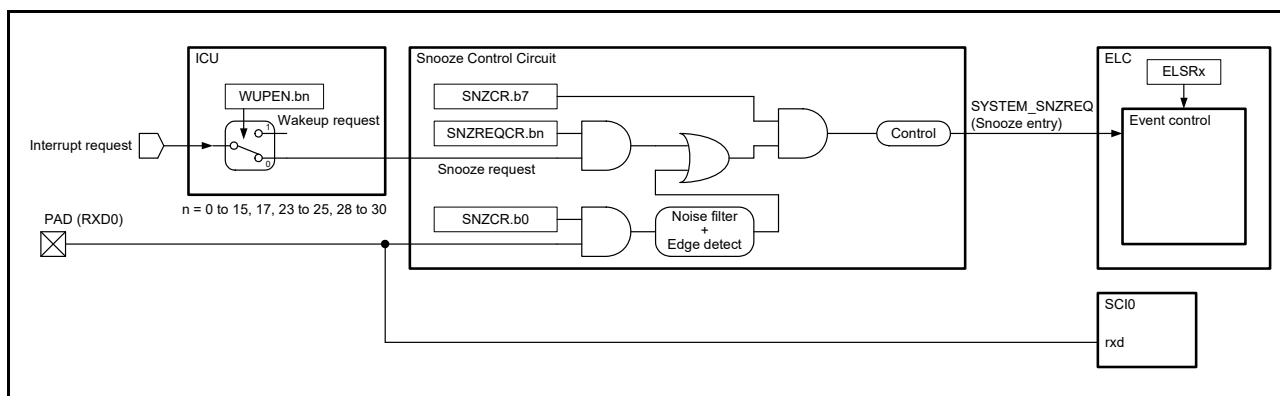 ICU
Snooze Control Circuit
ELC
WUPEN.bn
SNZCR.b7
ELSRx
SYSTEM_SNZREQ
(Snooze entry)
1
Wakeup request
SNZREQCR.bn
Control
Event control
Interrupt request
0
Snooze request
n = 0 to 15, 17, 23 to 25, 28 to 30
PAD (RXD0)
SNZCR.b0
Noise filter
+
Edge detect
SCI0
rxd